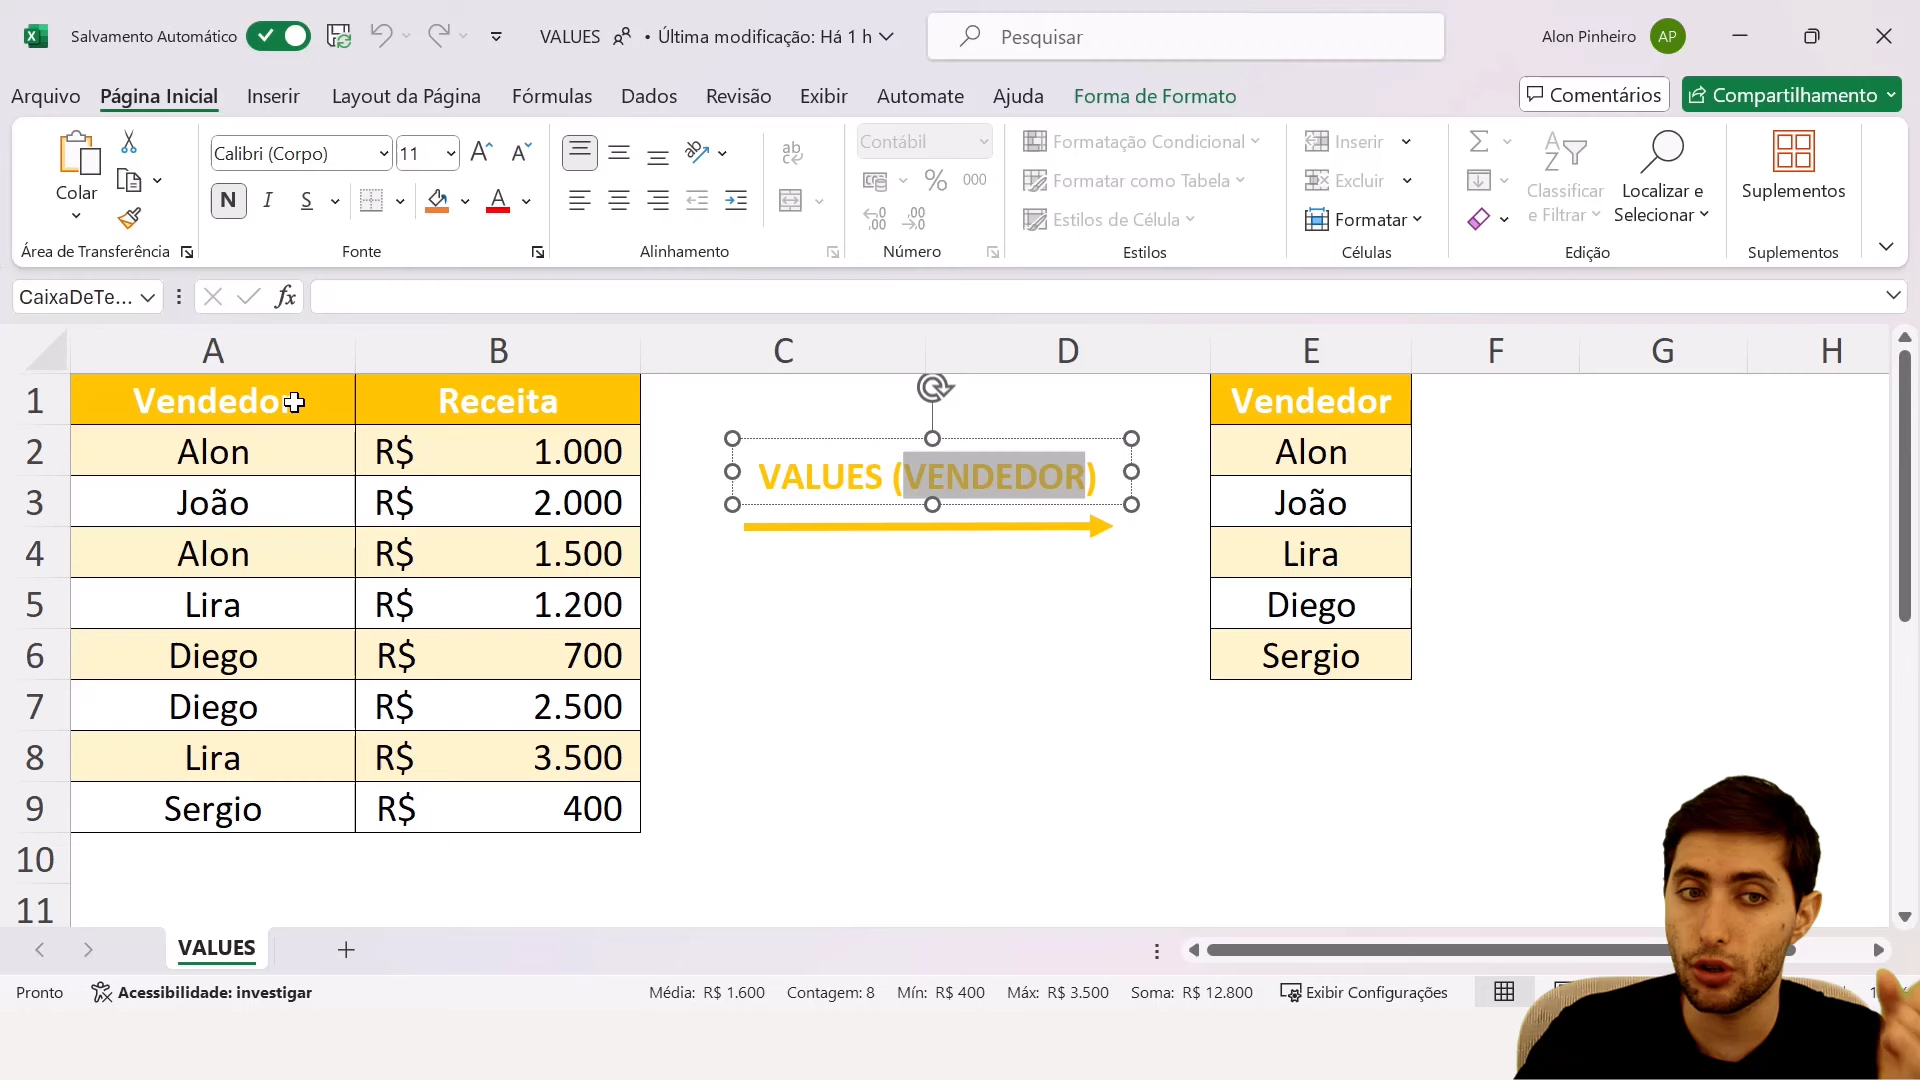 Salvamento Automático
VALUES • Última modificação: Há 1 h
Pesquisar
Alon Pinheiro AP
Arquivo Página Inicial Inserir Layout da Página Fórmulas Dados Revisão Exibir Automate Ajuda Forma de Formato
Comentários Compartilhamento
Colar
Calibri (Corpo) 11
N I S
ab
Contábil
% 000
Formatação Condicional
Formatar como Tabela
Estilos de Célula
Inserir
Excluir
Formatar
Classificar e Filtrar
Localizar e Selecionar
Suplementos
Área de Transferência Fonte Alinhamento Número Estilos Células Edição Suplementos
CaixaDeTe... fx
A B C D E F G H
1 Vendedor Receita Vendedor
2 Alon R$ 1.000 Alon
VALUES (VENDEDOR)
3 João R$ 2.000 João
4 Alon R$ 1.500 Lira
5 Lira R$ 1.200 Diego
6 Diego R$ 700 Sergio
7 Diego R$ 2.500
8 Lira R$ 3.500
9 Sergio R$ 400
10
11
VALUES
Pronto Acessibilidade: investigar Média: R$ 1.600 Contagem: 8 Mín: R$ 400 Máx: R$ 3.500 Soma: R$ 12.800 Exibir Configurações